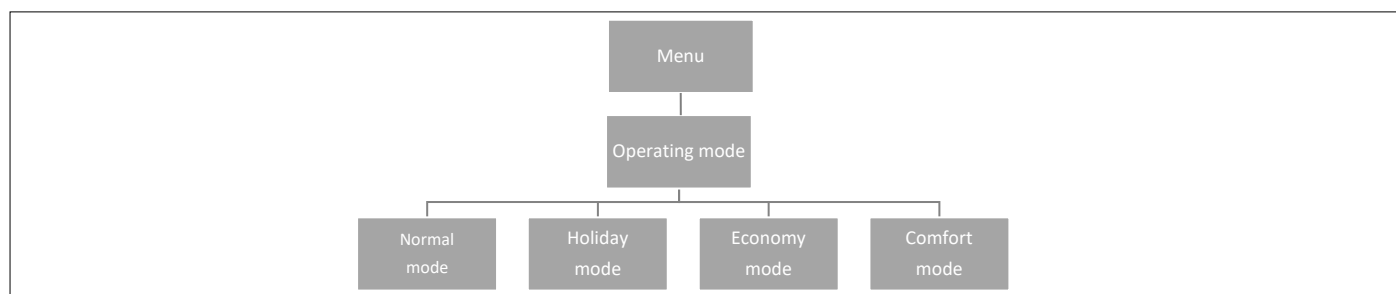 Menu
Operating mode
Normal
mode
Holiday
mode
Economy
mode
Comfort
mode